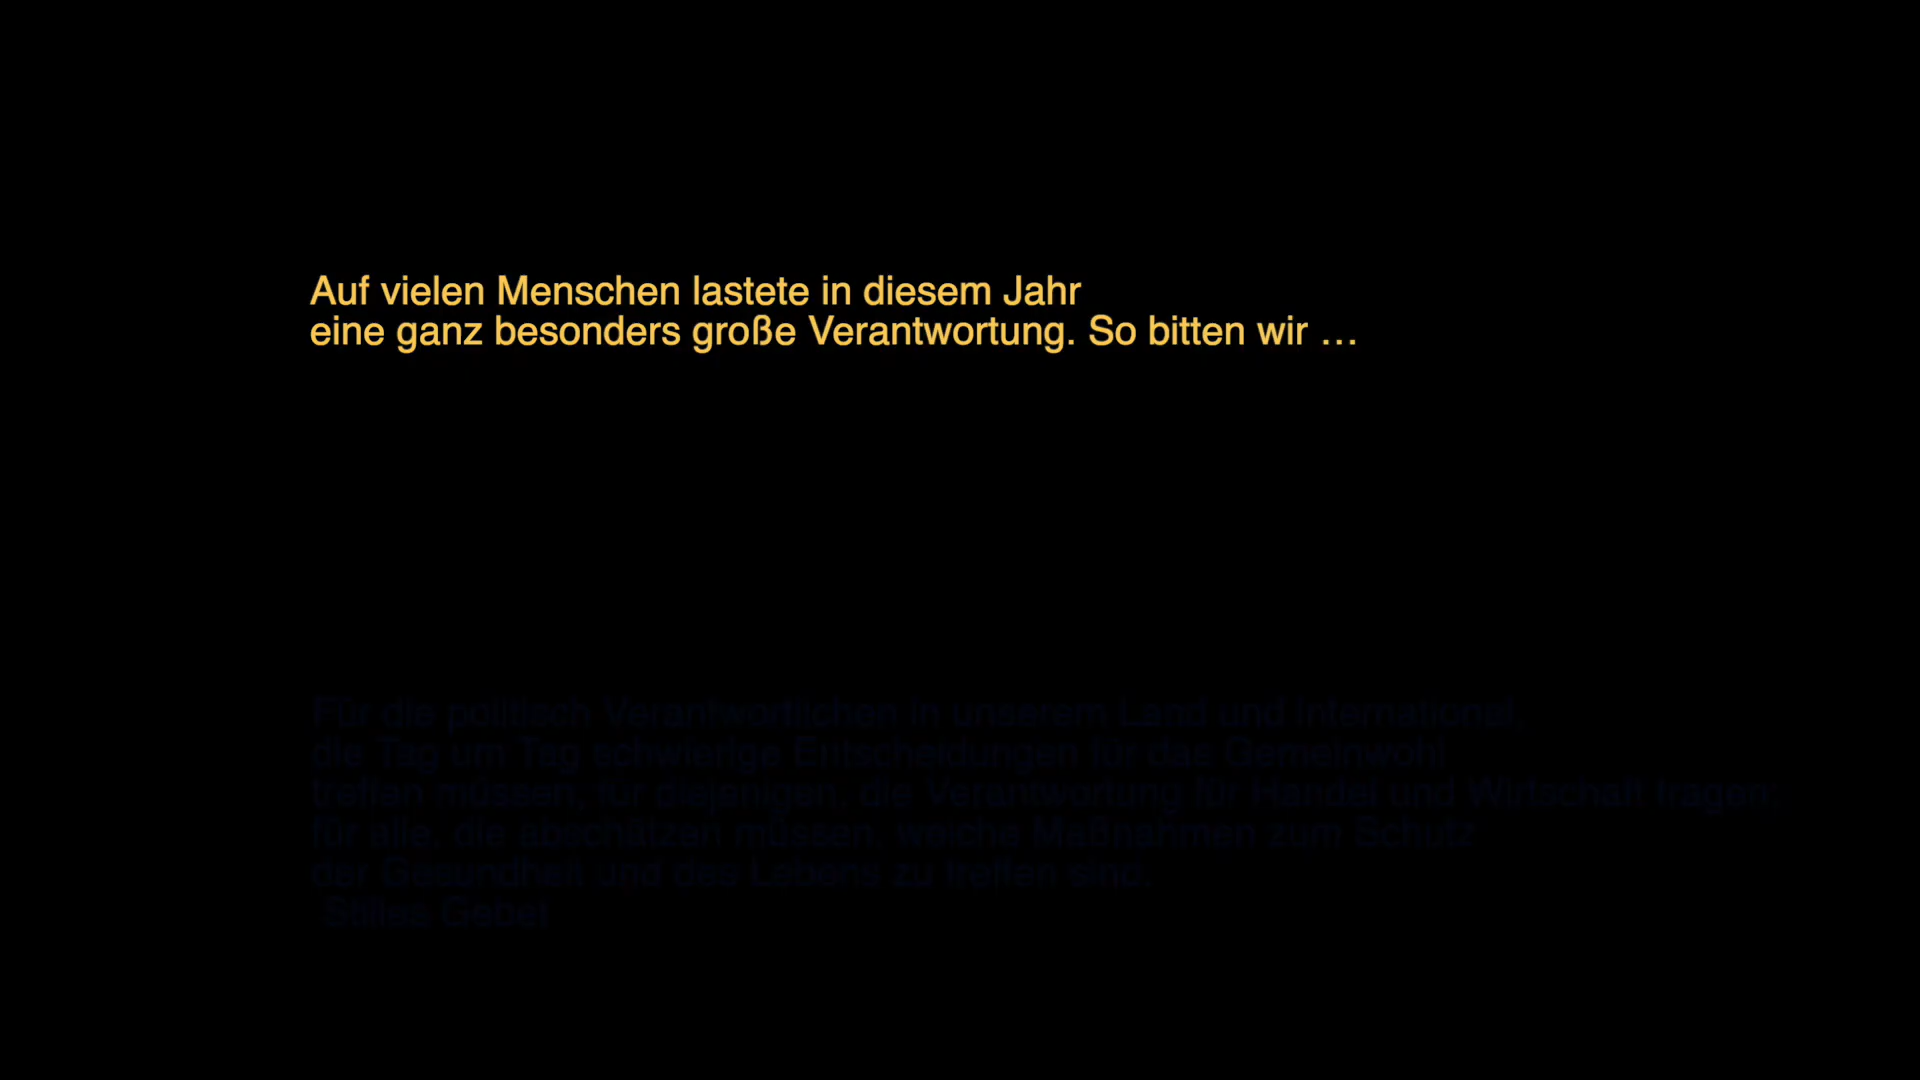 Auf vielen Menschen lastete in diesem Jahr
eine ganz besonders große Verantwortung. So bitten wir …
Für die politisch Verantwortlichen in unserem Land und international,
die Tag um Tag schwierige Entscheidungen für das Gemeinwohl
treffen müssen, für diejenigen, die Verantwortung für Handel und Wirtschaft tragen;
für alle, die abschätzen müssen, welche Maßnahmen zum Schutz
der Gesundheit und des Lebens zu treffen sind.
Stilles Gebet